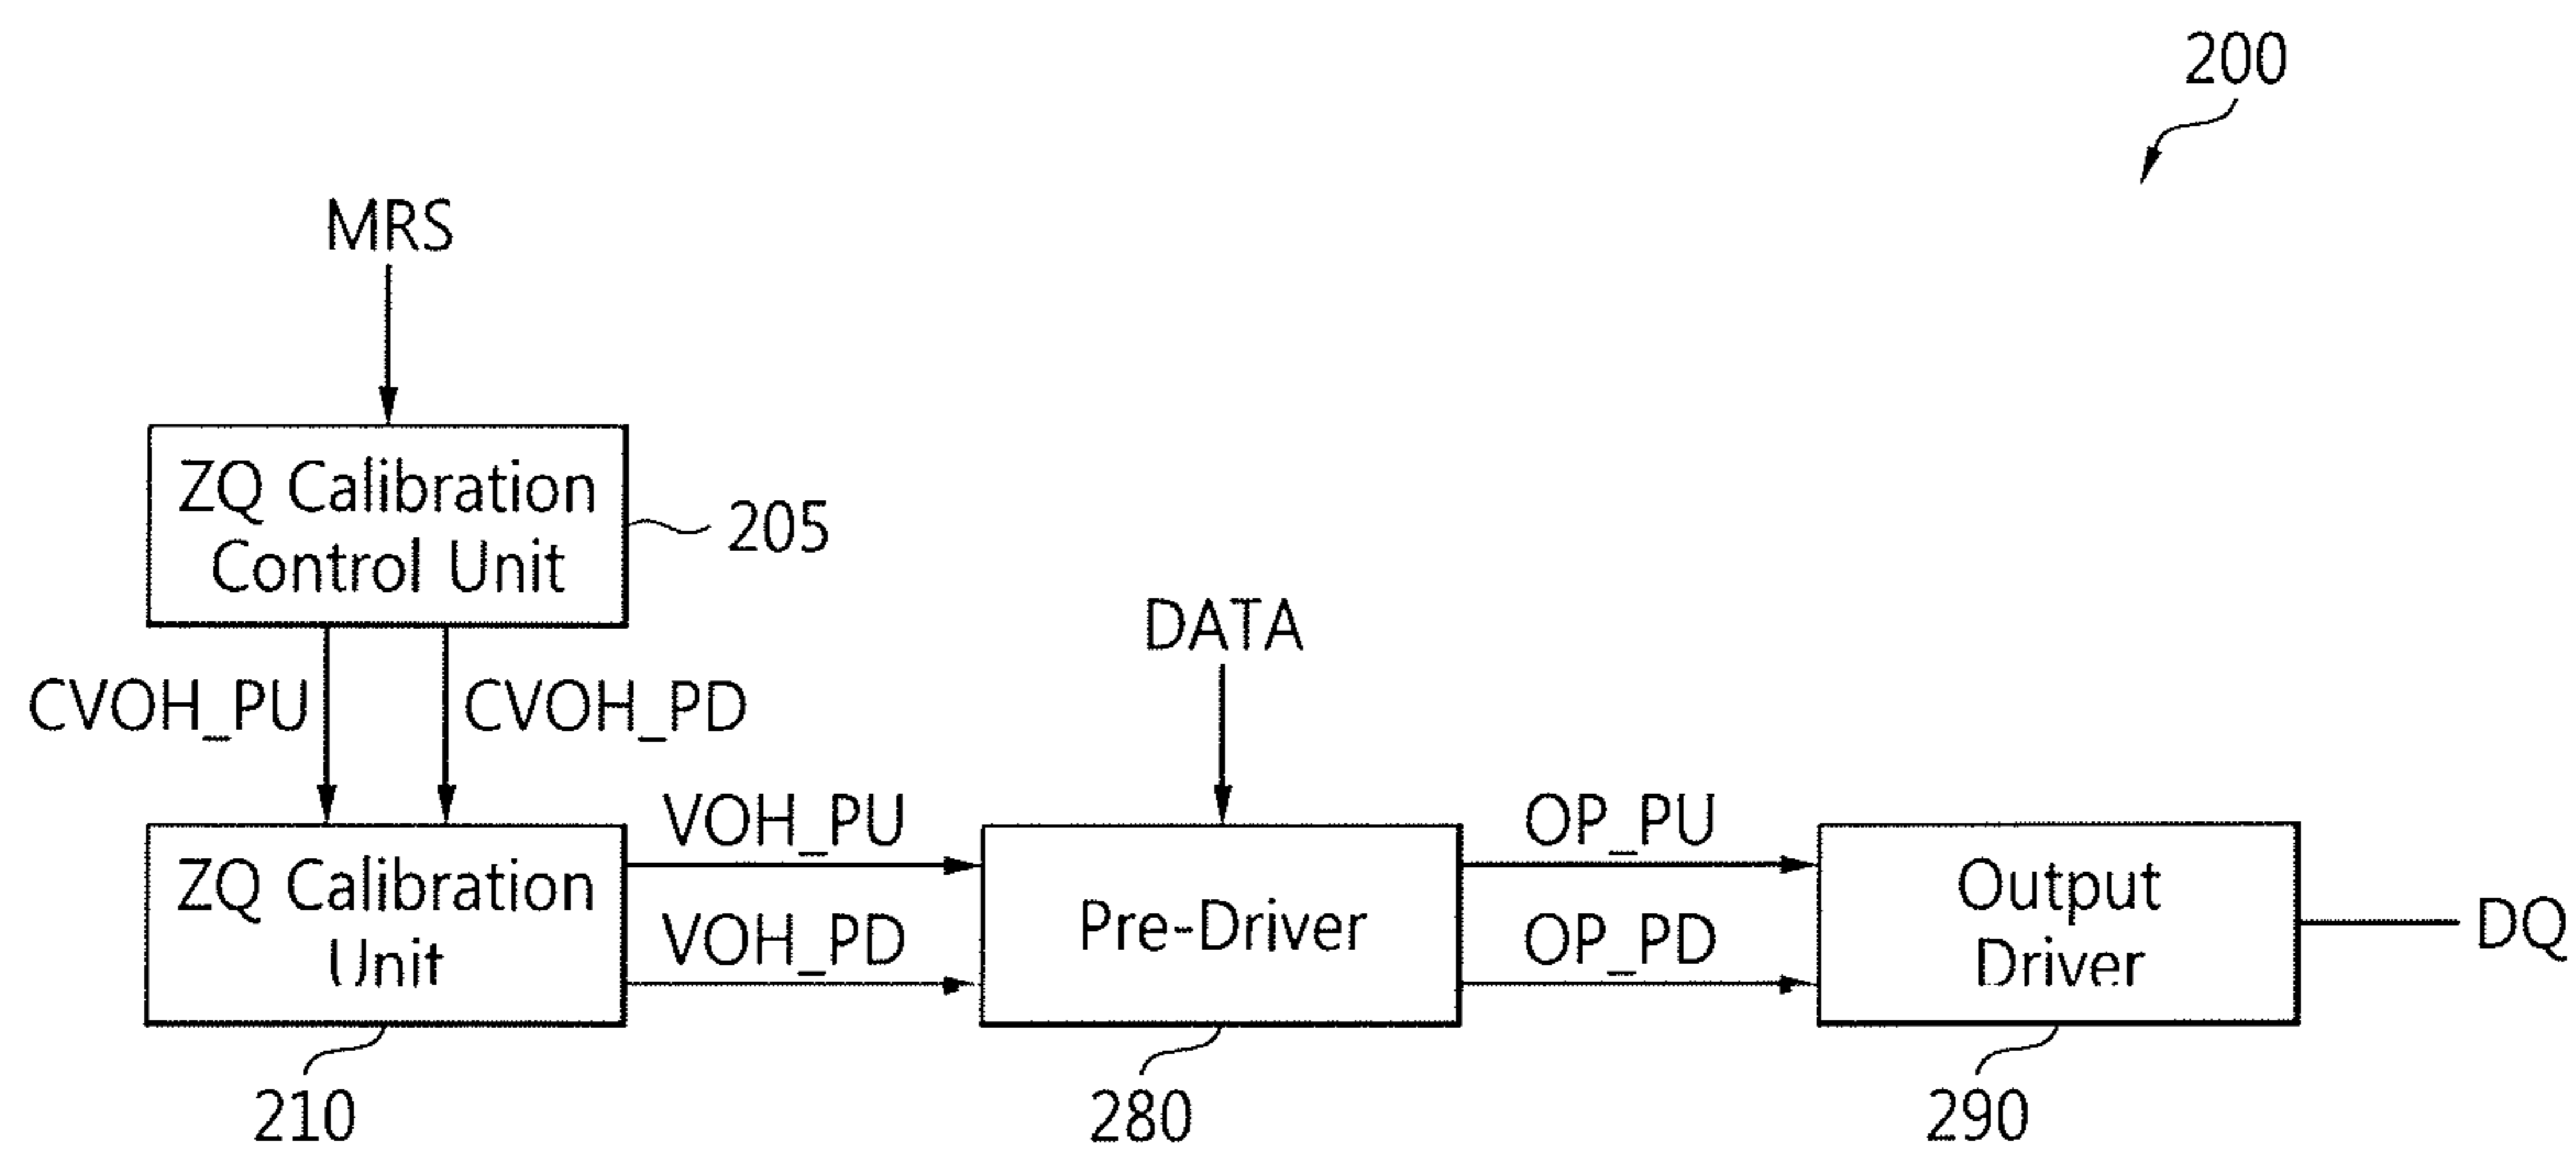 200
MRS
ZQ Calibration
Control Unit
205
CVOH_PU
CVOH_PD
DATA
ZQ Calibration
Unit
210
VOH_PU
VOH_PD
Pre-Driver
280
OP_PU
OP_PD
Output
Driver
290
DQ